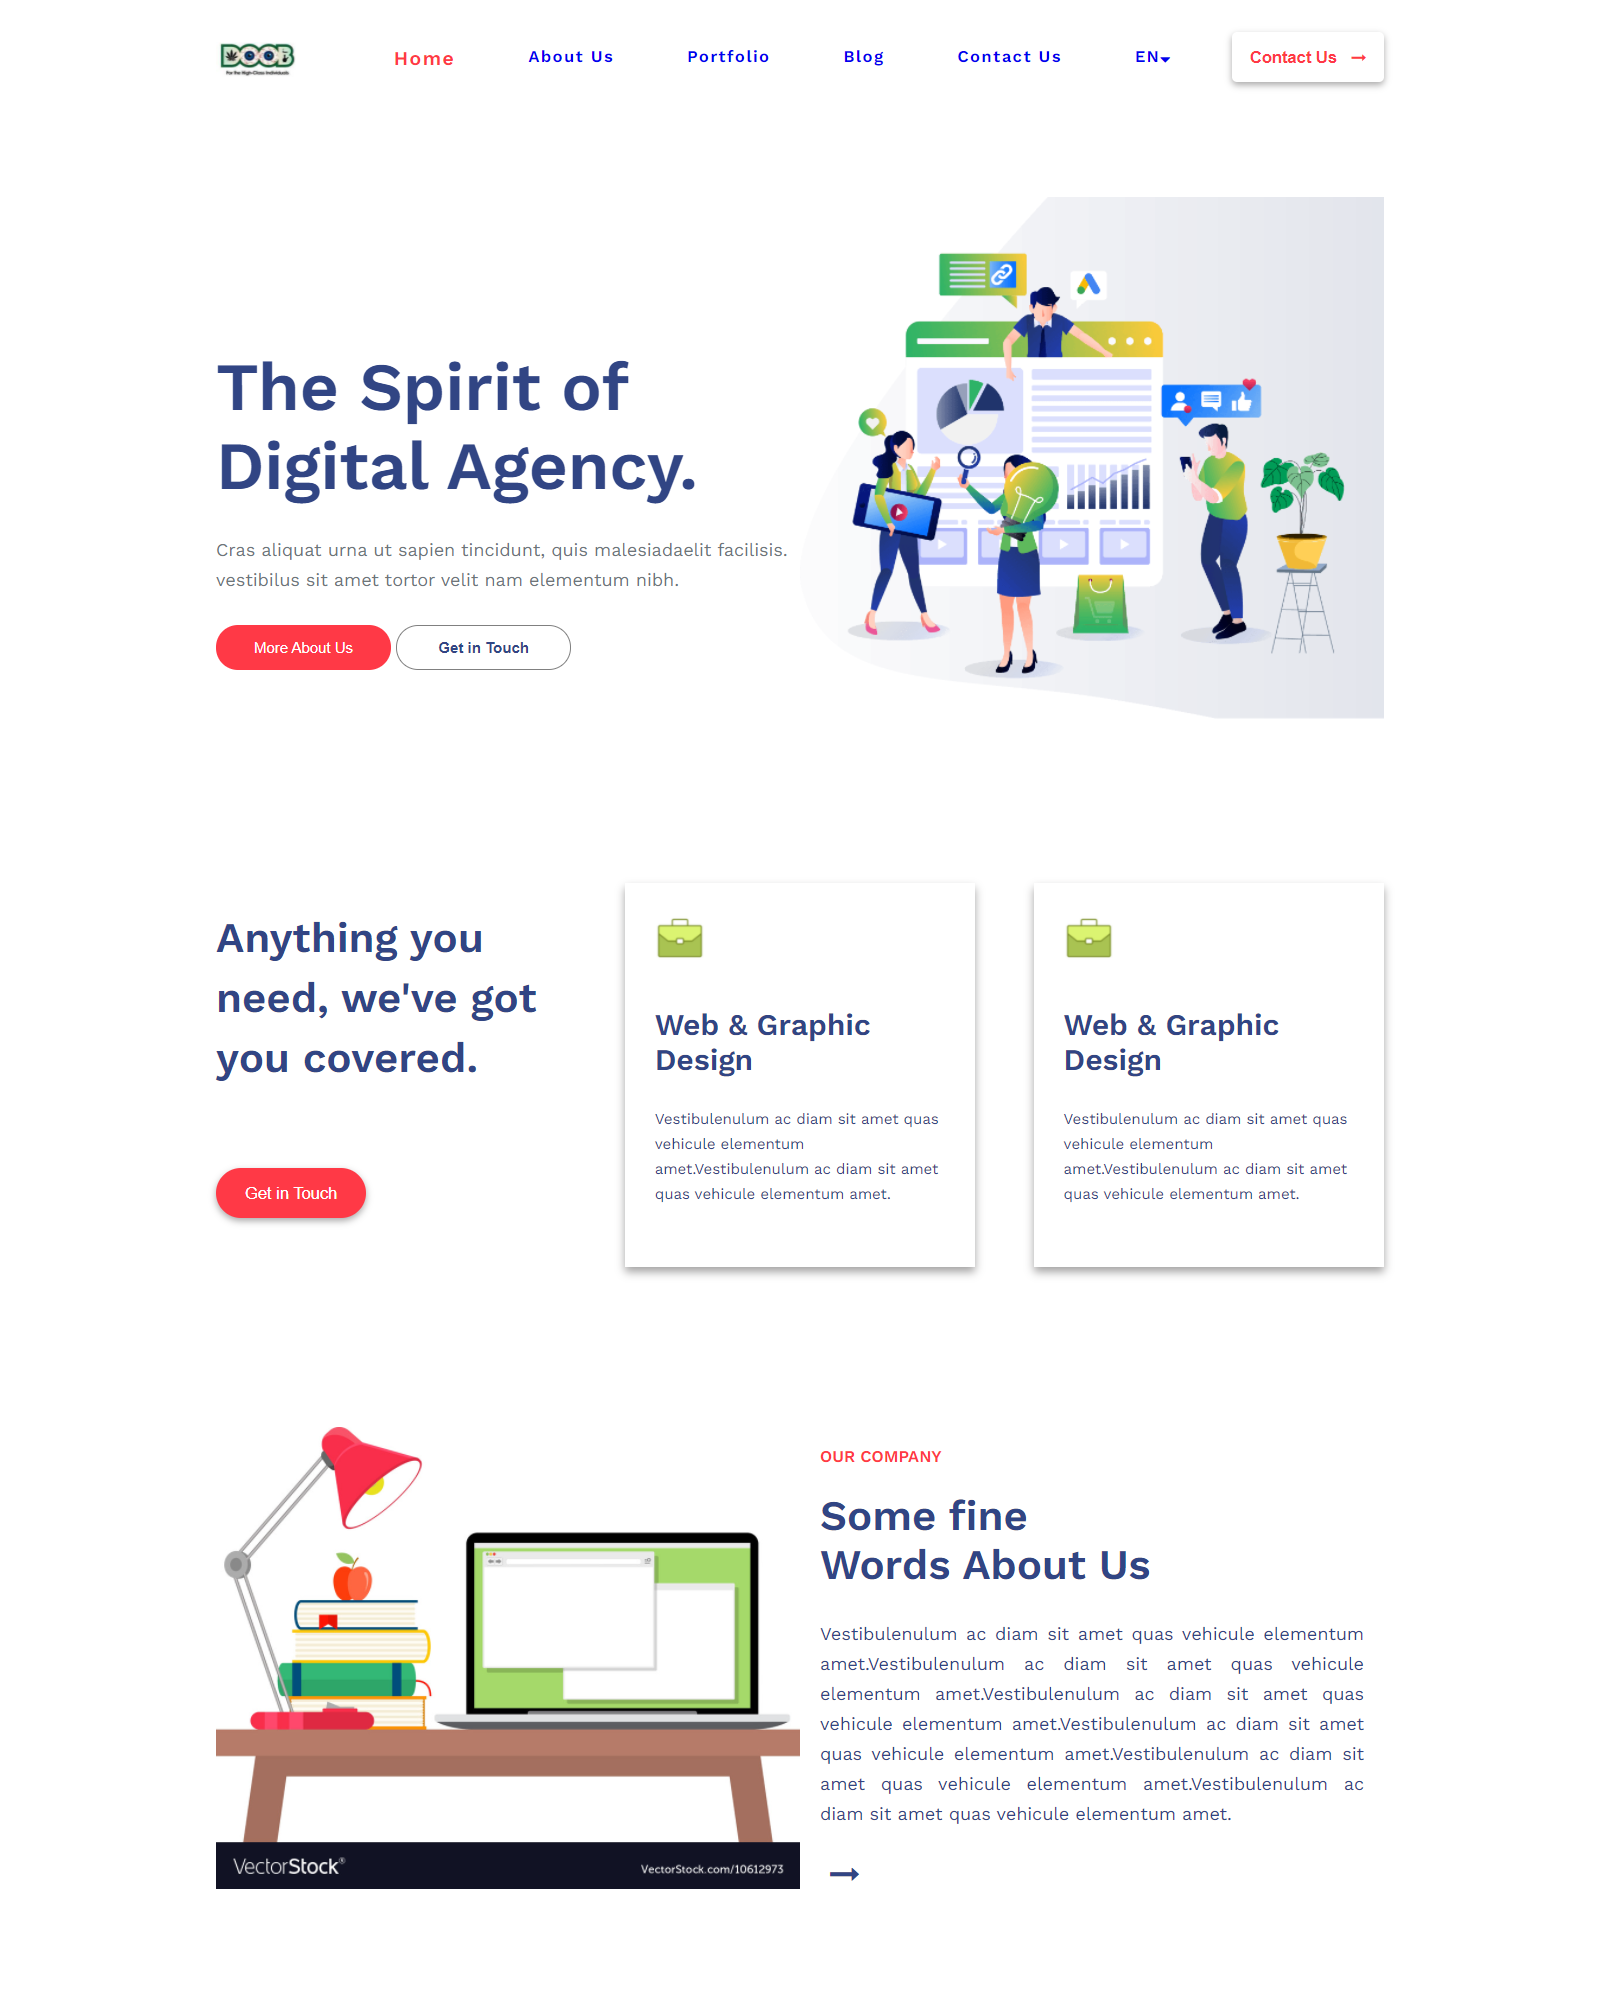 DOOB
For the High-Class Individuals
Home
About Us
Portfolio
Blog
Contact Us
EN
Contact Us
The Spirit of
Digital Agency.
Cras aliquat urna ut sapien tincidunt, quis malesiadaelit facilisis.
vestibilus sit amet tortor velit nam elementum nibh.
More About Us
Get in Touch
Anything you
need, we've got
you covered.
Get in Touch
Web & Graphic
Design
Vestibulenulum ac diam sit amet quas
vehicule elementum
amet.Vestibulenulum ac diam sit amet
quas vehicule elementum amet.
Web & Graphic
Design
Vestibulenulum ac diam sit amet quas
vehicule elementum
amet.Vestibulenulum ac diam sit amet
quas vehicule elementum amet.
OUR COMPANY
Some fine
Words About Us
Vestibulenulum ac diam sit amet quas vehicule elementum
amet.Vestibulenulum ac diam sit amet quas vehicule
elementum amet.Vestibulenulum ac diam sit amet quas
vehicule elementum amet.Vestibulenulum ac diam sit amet
quas vehicule elementum amet.Vestibulenulum ac diam sit
amet quas vehicule elementum amet.Vestibulenulum ac
diam sit amet quas vehicule elementum amet.
VectorStock®
VectorStock.com/10612973